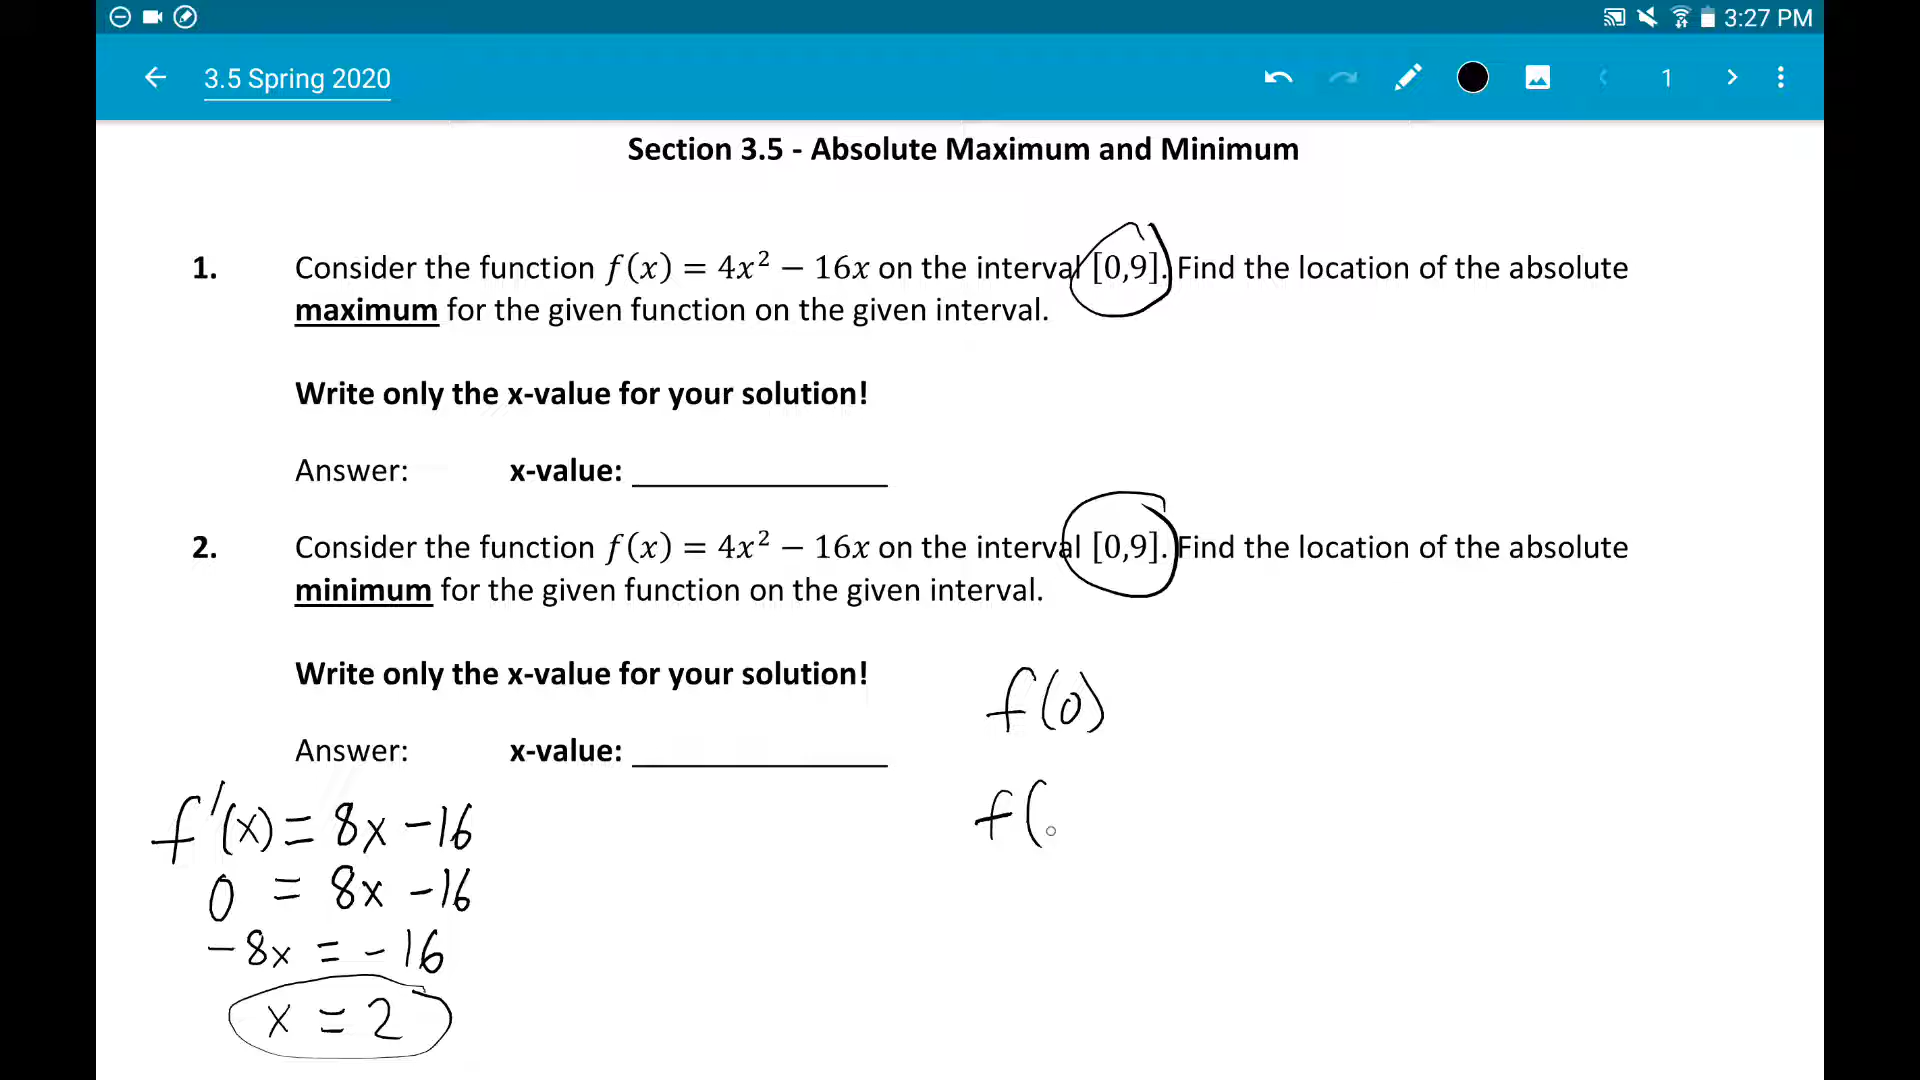 3:27 PM
3.5 Spring 2020
1
Section 3.5 - Absolute Maximum and Minimum
1. Consider the function f(x) = 4x² − 16x on the interval [0,9]. Find the location of the absolute
maximum for the given function on the given interval.
Write only the x-value for your solution!
Answer: x-value: ________________
2. Consider the function f(x) = 4x² − 16x on the interval [0,9]. Find the location of the absolute
minimum for the given function on the given interval.
Write only the x-value for your solution!
f(0)
Answer: x-value: ________________
f'(x) = 8x -16
f(
0 = 8x -16
-8x = -16
x = 2